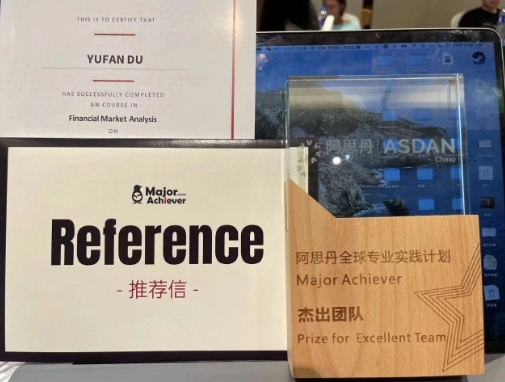 THIS IS TO CERTIFY THAT
YUFAN DU
HAS SUCCESSFULLY COMPLETED
AN COURSE IN
Financial Market Analysis
ON
Major
Achiever
Reference
- 推荐信 -
阿思丹 ASDAN
China
阿思丹全球专业实践计划
Major Achiever
杰出团队
Prize for Excellent Team